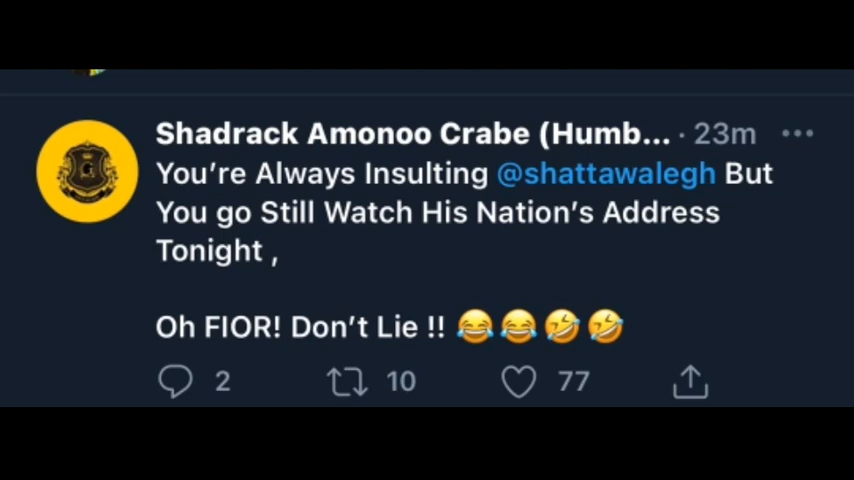 Shadrack Amonoo Crabe (Humb... · 23m
You’re Always Insulting @shattawalegh But
You go Still Watch His Nation’s Address
Tonight ,
Oh FIOR! Don’t Lie !! 😂😂🤣🤣
2 10 77